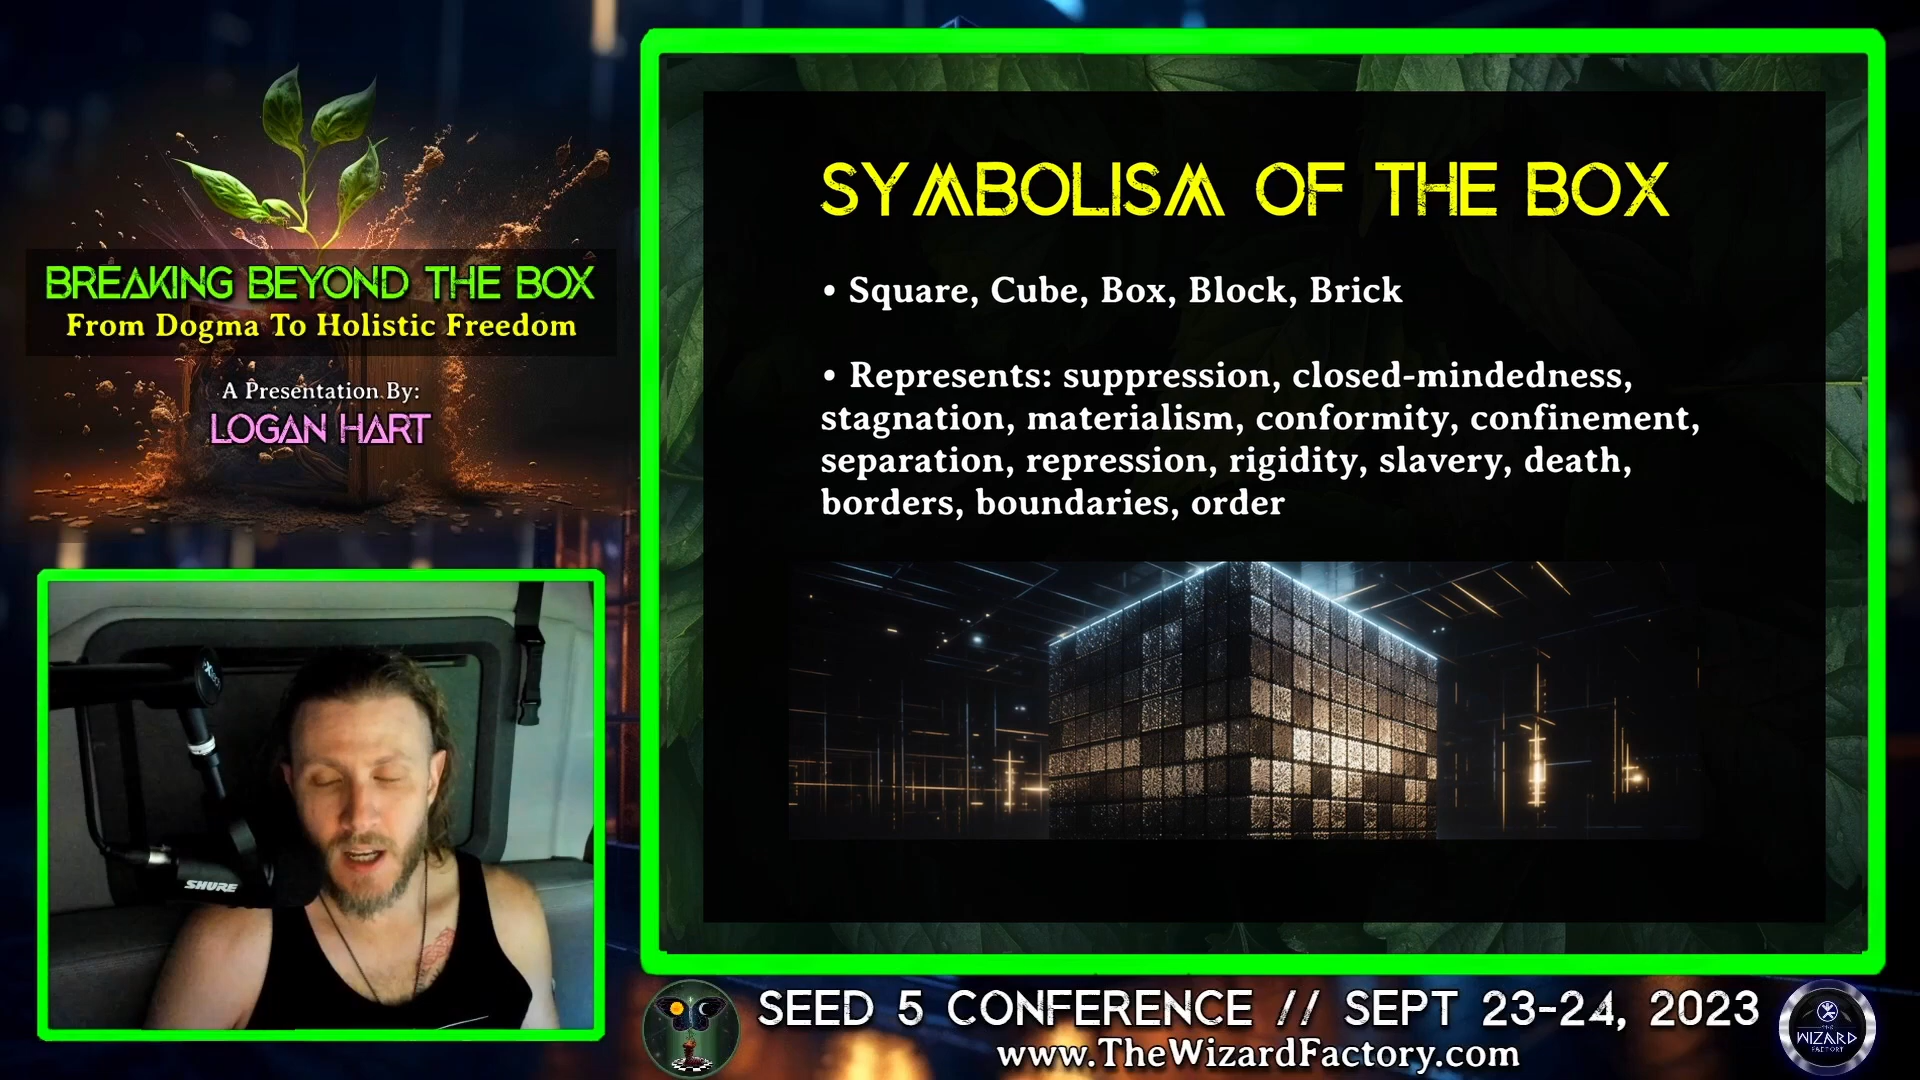 BREAKING BEYOND THE BOX
From Dogma To Holistic Freedom
A Presentation By:
LOGAN HART
SHURE
SYMBOLISM OF THE BOX
• Square, Cube, Box, Block, Brick
• Represents: suppression, closed-mindedness,
stagnation, materialism, conformity, confinement,
separation, repression, rigidity, slavery, death,
borders, boundaries, order
SEED 5 CONFERENCE // SEPT 23-24, 2023
www.TheWizardFactory.com
THE
WIZARD
FACTORY